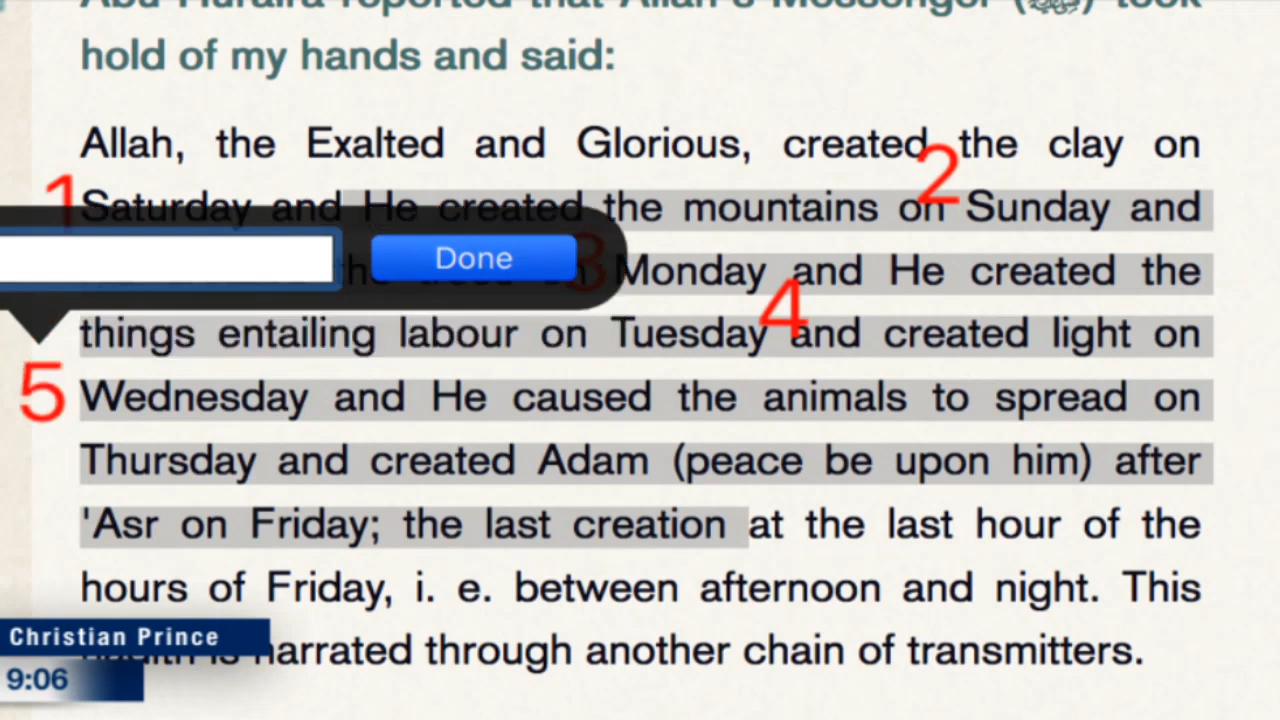 Abu Huraira reported that Allah's Messenger (ﷺ) took
hold of my hands and said:
Allah, the Exalted and Glorious, created the clay on
2
1
Saturday and He created the mountains on Sunday and
Done
3
Monday and He created the
4
things entailing labour on Tuesday and created light on
5
Wednesday and He caused the animals to spread on
Thursday and created Adam (peace be upon him) after
'Asr on Friday; the last creation at the last hour of the
hours of Friday, i. e. between afternoon and night. This
Christian Prince
narrated through another chain of transmitters.
9:06